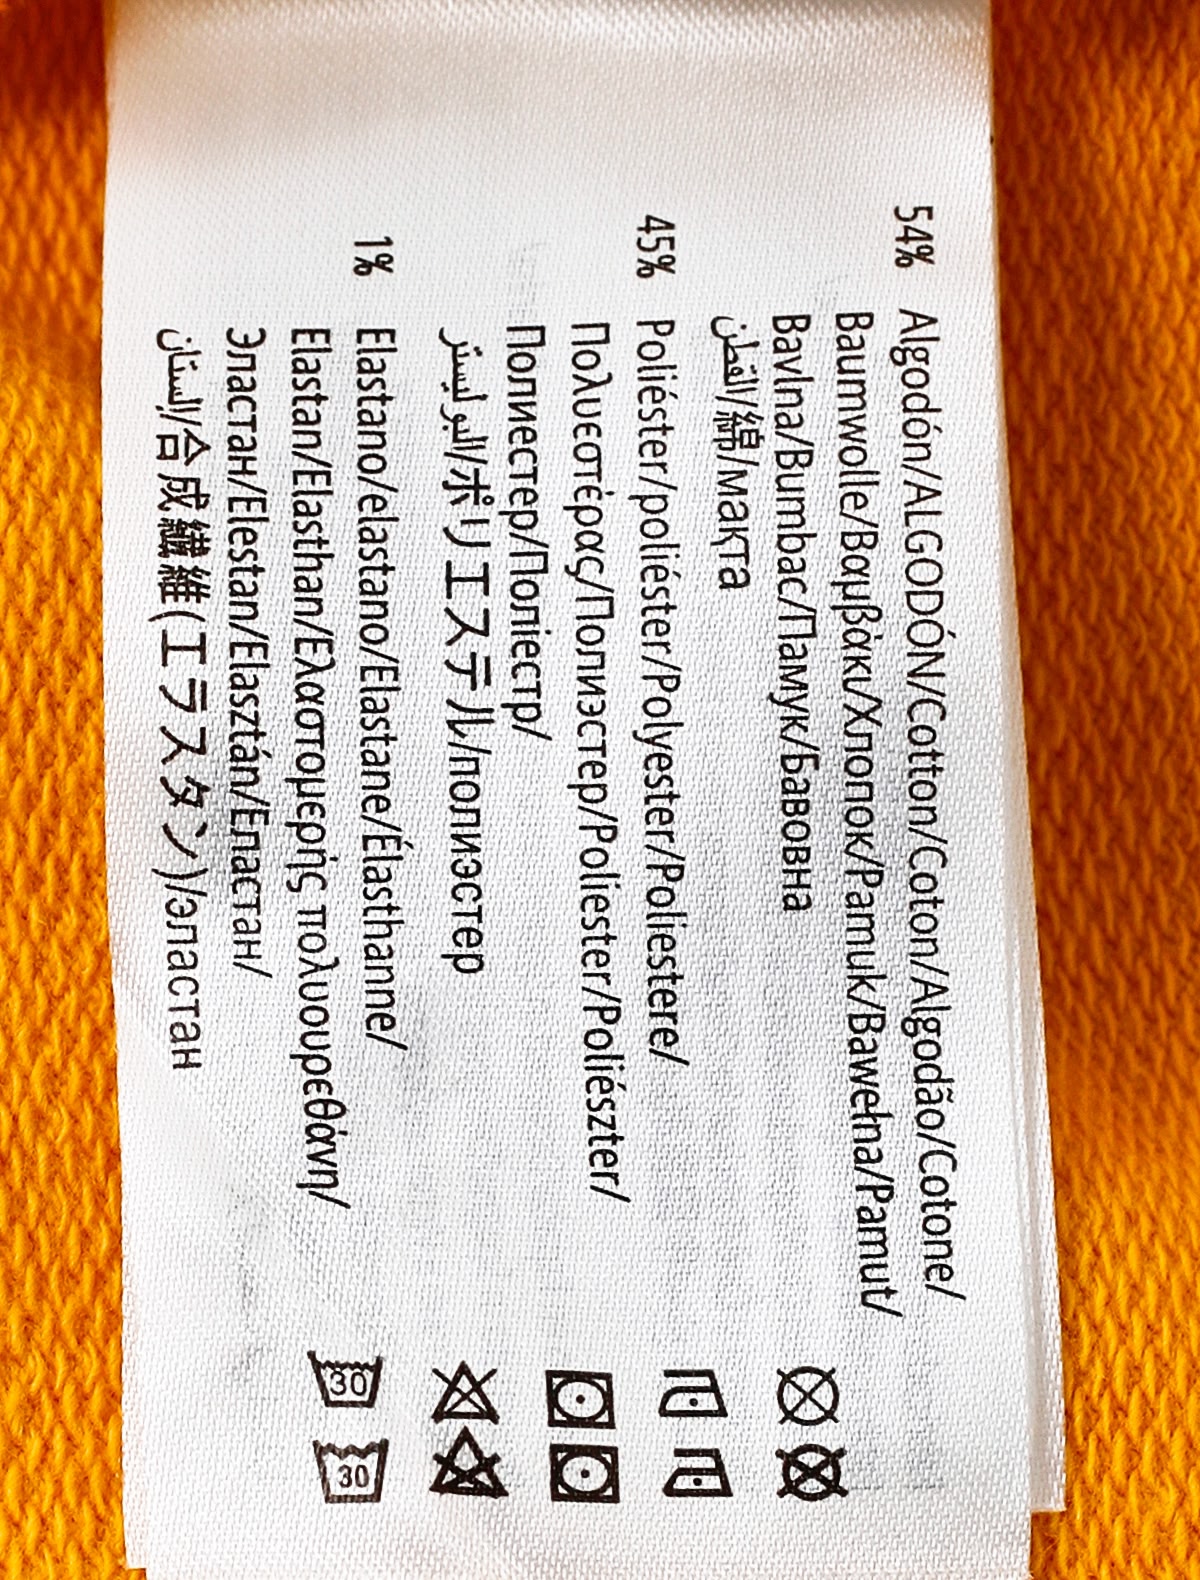 54% Algodón/ALGODÓN/Cotton/Coton/Algodão/Cotone/
Baumwolle/Βαμβάκι/Хлопок/Pamuk/Bawełna/Pamut/
Bavlna/Bumbac/Памук/Бавовна
القطن/綿/мақта
45% Poliéster/poliéster/Polyester/Poliestere/
Πολυεστέρας/Полиэстер/Poliester/Poliészter/
Полиестер/Поліестр/
البوليستر/ポリエステル/полиэстер
1% Elastano/elastano/Elastane/Élasthanne/
Elastan/Elasthan/Ελαστομερής πολυουρεθάνη/
Эластан/Elestan/Elasztán/Еластан/
إلستان/合成繊維(エラスタン)/эластан
30
30